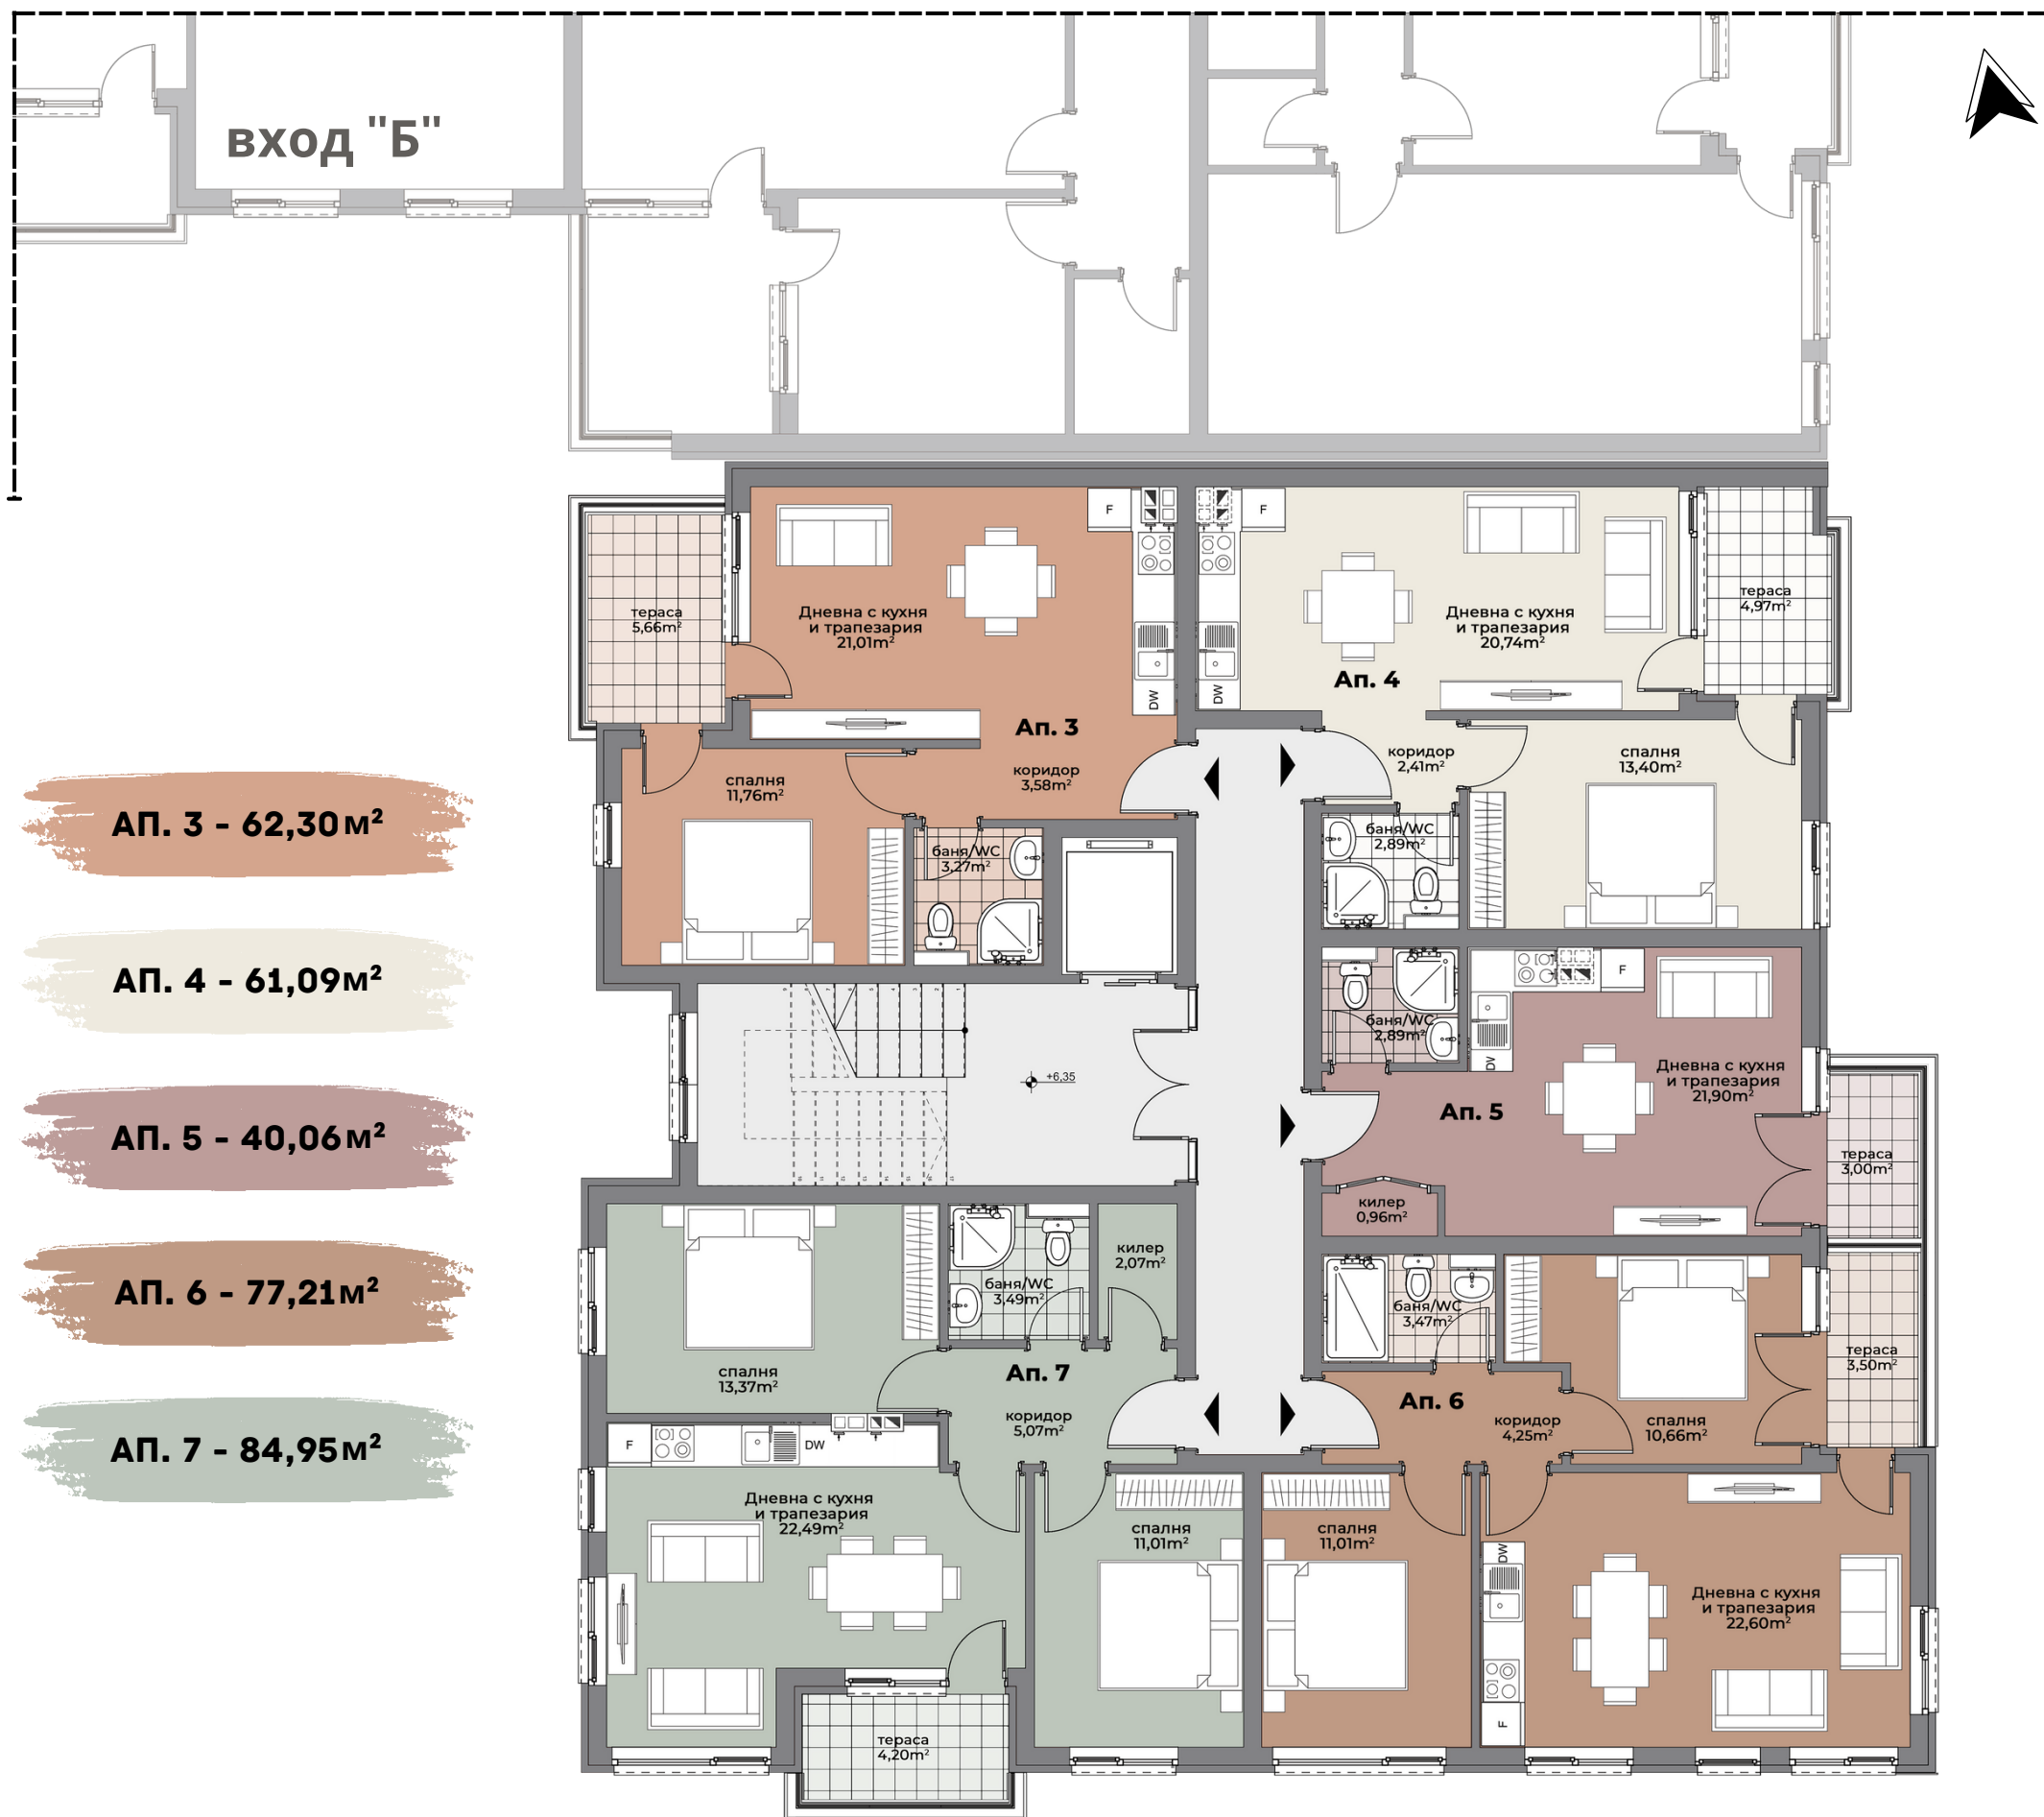 вход "Б"
F
F
тераса
5,66m²
Дневна с кухня
и трапезария
21,01m²
DW
Ап. 3
коридор
3,58m²
спалня
11,76m²
баня/WC
3,27m²
DW
Дневна с кухня
и трапезария
20,74m²
Ап. 4
тераса
4,97m²
коридор
2,41m²
спалня
13,40m²
баня/WC
2,89m²
АП. 3 - 62,30м²
АП. 4 - 61,09м²
АП. 5 - 40,06м²
АП. 6 - 77,21м²
АП. 7 - 84,95м²
+6,35
F
баня/WC
2,89m²
DW
Дневна с кухня
и трапезария
21,90m²
Ап. 5
тераса
3,00m²
килер
0,96m²
килер
2,07m²
баня/WC
3,49m²
спалня
13,37m²
Ап. 7
коридор
5,07m²
F
DW
Дневна с кухня
и трапезария
22,49m²
спалня
11,01m²
тераса
4,20m²
баня/WC
3,47m²
тераса
3,50m²
Ап. 6
коридор
4,25m²
спалня
10,66m²
спалня
11,01m²
DW
Дневна с кухня
и трапезария
22,60m²
F